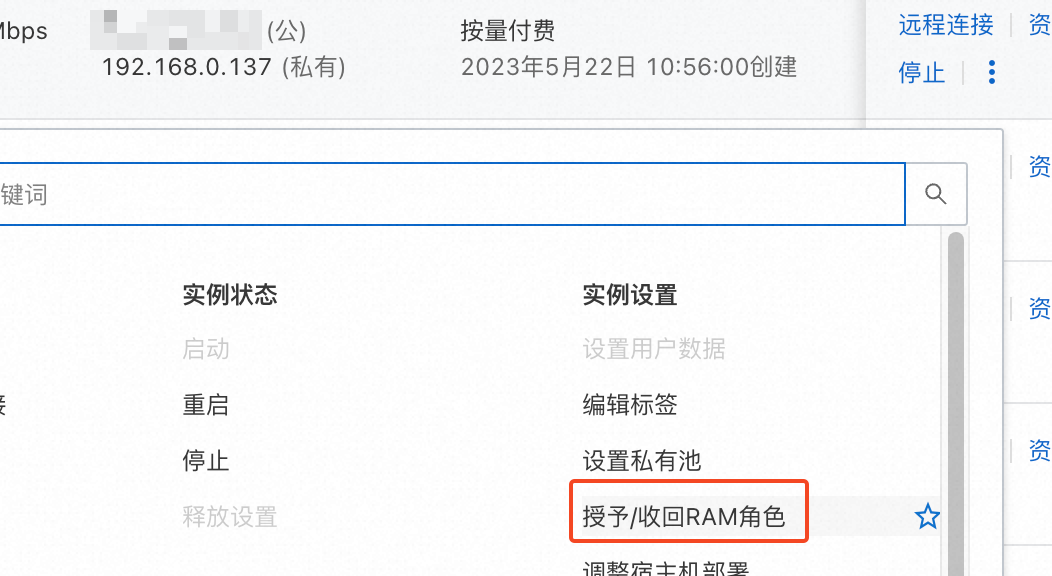 Mbps
(公)
按量付费
远程连接
资
192.168.0.137 (私有)
2023年5月22日 10:56:00创建
停止
键词
资
实例状态
实例设置
资
启动
设置用户数据
重启
编辑标签
停止
设置私有池
资
释放设置
授予/收回RAM角色
调整宿主机部署